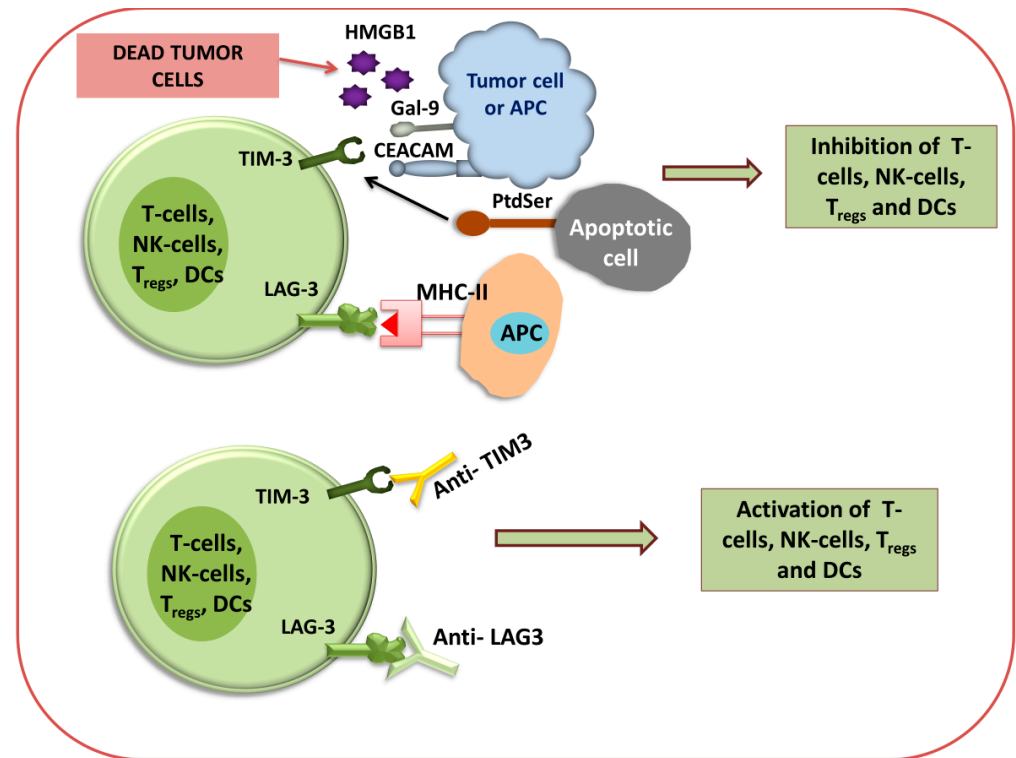 DEAD TUMOR
CELLS
HMGB1
Tumor cell
or APC
Gal-9
CEACAM
TIM-3
PtdSer
Apoptotic
cell
T-cells,
NK-cells,
Tregs, DCs
LAG-3
MHC-II
APC
Inhibition of T-
cells, NK-cells,
Tregs and DCs
TIM-3
Anti- TIM3
T-cells,
NK-cells,
Tregs, DCs
LAG-3
Anti- LAG3
Activation of T-
cells, NK-cells, Tregs
and DCs